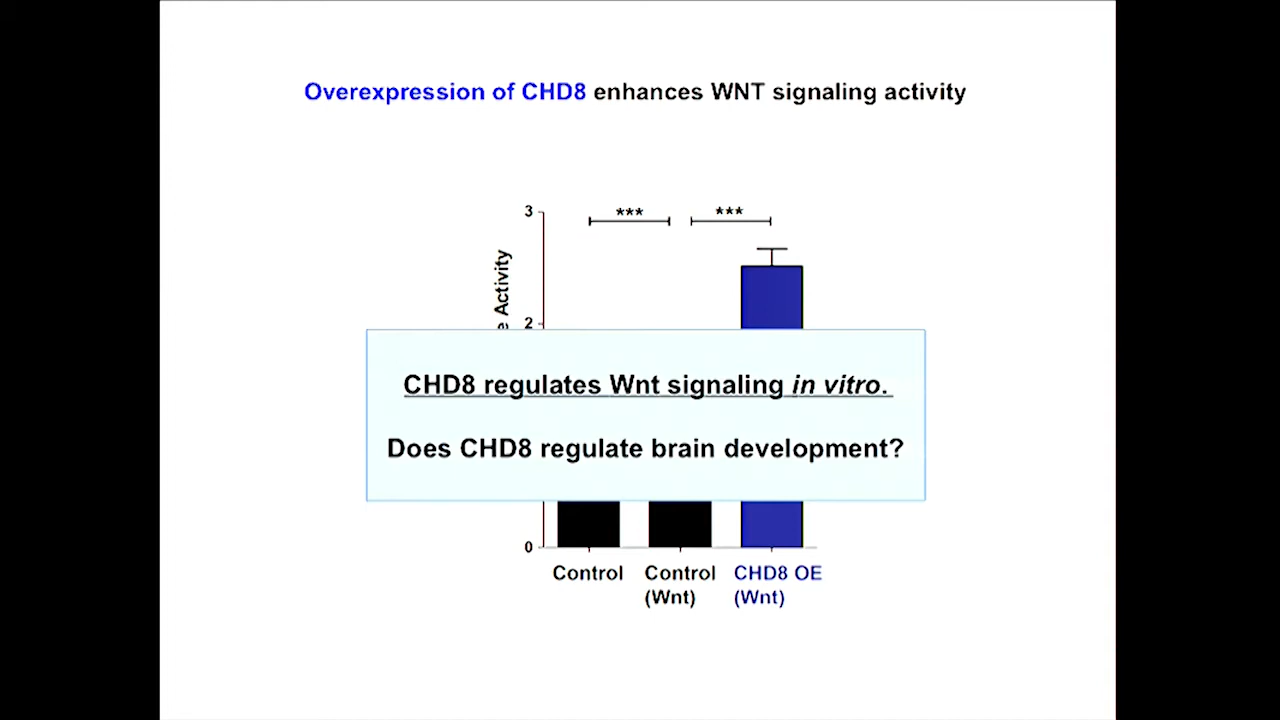 Overexpression of CHD8 enhances WNT signaling activity
3
***
***
Activity
2
CHD8 regulates Wnt signaling in vitro.
Does CHD8 regulate brain development?
0
Control
Control
(Wnt)
CHD8 OE
(Wnt)